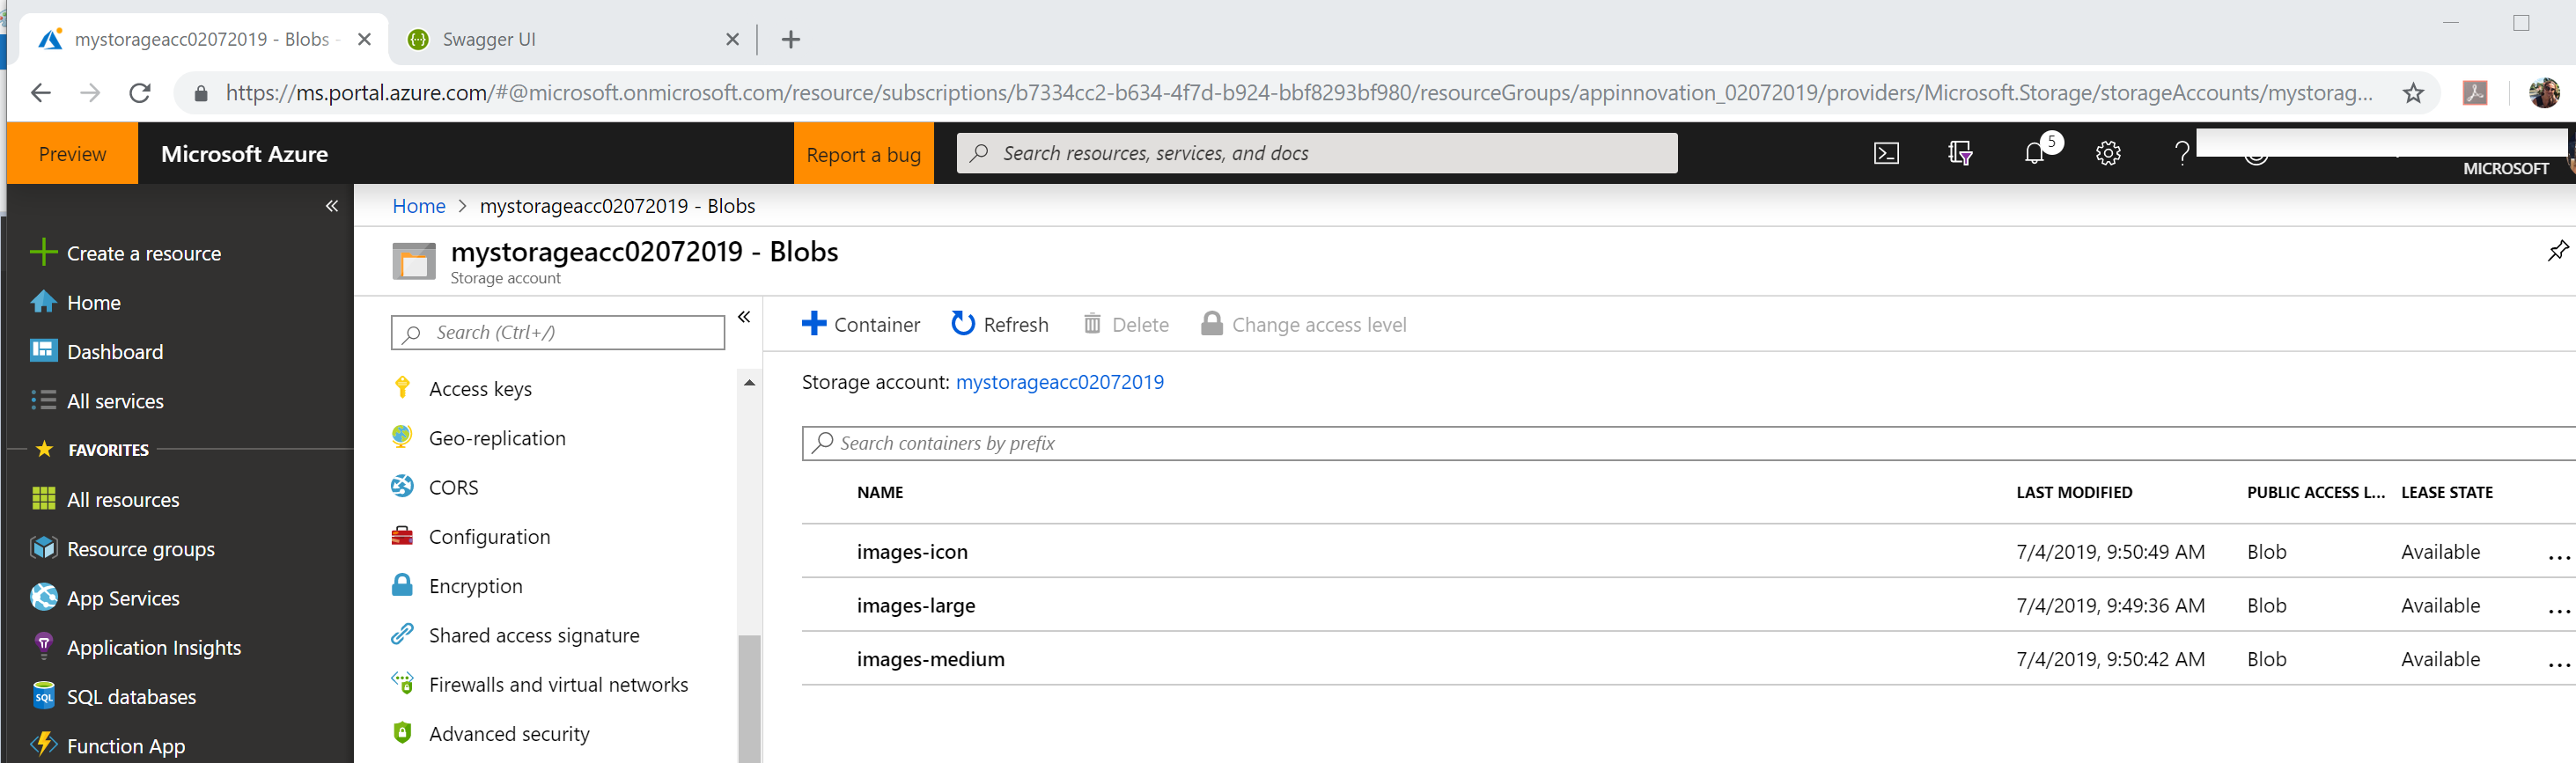 mystorageacc02072019 - Blobs -
Swagger UI
https://ms.portal.azure.com/#@microsoft.onmicrosoft.com/resource/subscriptions/b7334cc2-b634-4f7d-b924-bbf8293bf980/resourceGroups/appinnovation_02072019/providers/Microsoft.Storage/storageAccounts/mystorag...
Preview
Microsoft Azure
Report a bug
Search resources, services, and docs
5
MICROSOFT
Home > mystorageacc02072019 - Blobs
mystorageacc02072019 - Blobs
Storage account
Create a resource
Home
Dashboard
All services
FAVORITES
All resources
Resource groups
App Services
Application Insights
SQL
SQL databases
Function App
Search (Ctrl+/)
Access keys
Geo-replication
CORS
Configuration
Encryption
Shared access signature
Firewalls and virtual networks
Advanced security
Container Refresh Delete Change access level
Storage account: mystorageacc02072019
Search containers by prefix
NAME LAST MODIFIED PUBLIC ACCESS L... LEASE STATE
images-icon 7/4/2019, 9:50:49 AM Blob Available ...
images-large 7/4/2019, 9:49:36 AM Blob Available ...
images-medium 7/4/2019, 9:50:42 AM Blob Available ...